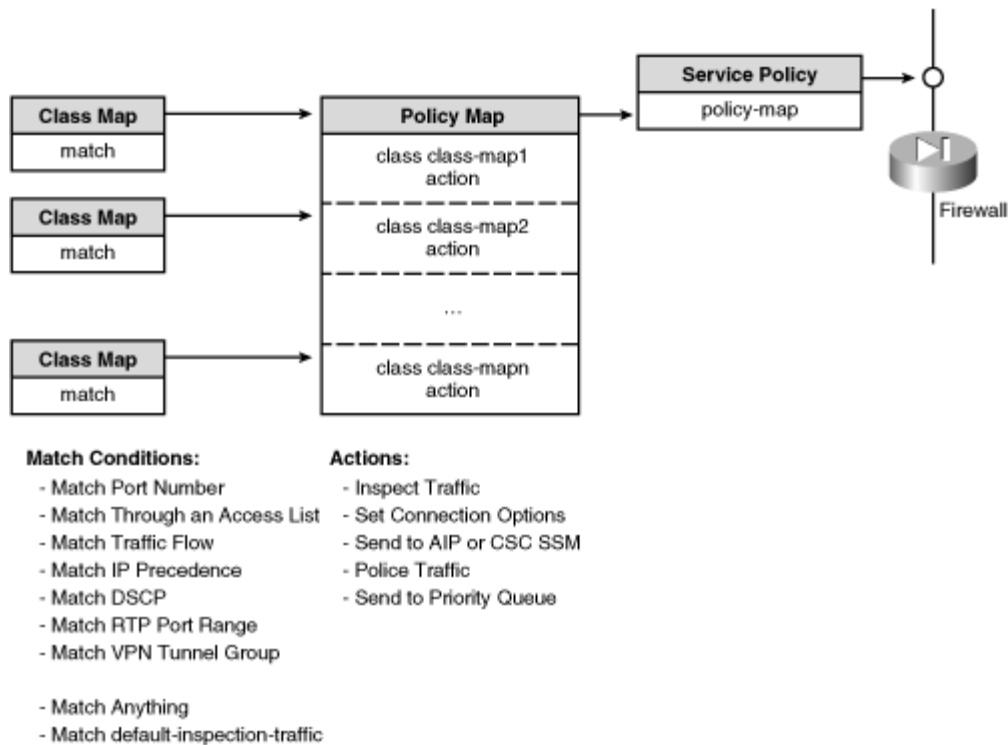 Class Map
match
Class Map
match
Class Map
match
Policy Map
class class-map1
action
class class-map2
action
...
class class-mapn
action
Service Policy
policy-map
Firewall
Match Conditions:
- Match Port Number
- Match Through an Access List
- Match Traffic Flow
- Match IP Precedence
- Match DSCP
- Match RTP Port Range
- Match VPN Tunnel Group
- Match Anything
- Match default-inspection-traffic
Actions:
- Inspect Traffic
- Set Connection Options
- Send to AIP or CSC SSM
- Police Traffic
- Send to Priority Queue